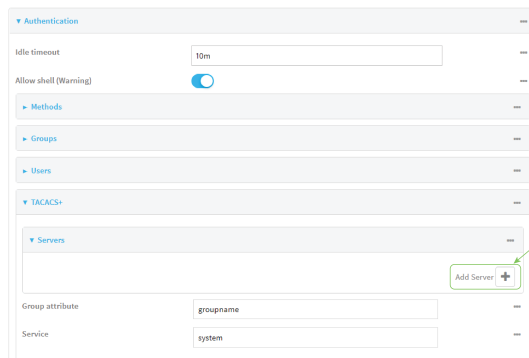 Authentication
Idle timeout 10m
Allow shell (Warning)
Methods
Groups
Users
TACACS+
Servers
Add Server
Group attribute groupname
Service system